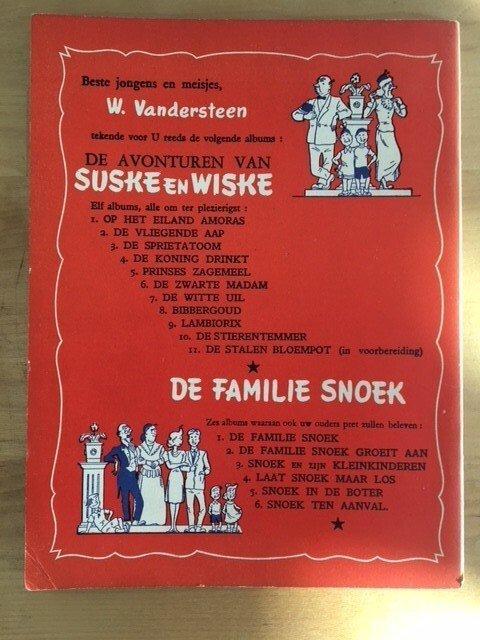 Beste jongens en meisjes,
W. Vandersteen
tekende voor U reeds de volgende albums :
DE AVONTUREN VAN
SUSKE EN WISKE
Elf albums, alle om ter plezierigst :
1. OP HET EILAND AMORAS
2. DE VLIEGENDE AAP
3. DE SPRIETATOOM
4. DE KONING DRINKT
5. PRINSES ZAGEMEEL
6. DE ZWARTE MADAM
7. DE WITTE UIL
8. BIBBERGOUD
9. LAMBIORIX
10. DE STIERENTEMMER
11. DE STALEN BLOEMPOT (in voorbereiding)
DE FAMILIE SNOEK
Zes albums waaraan ook uw ouders pret zullen beleven :
1. DE FAMILIE SNOEK
2. DE FAMILIE SNOEK GROEIT AAN
3. SNOEK EN ZIJN KLEINKINDEREN
4. LAAT SNOEK MAAR LOS
5. SNOEK IN DE BOTER
6. SNOEK TEN AANVAL.